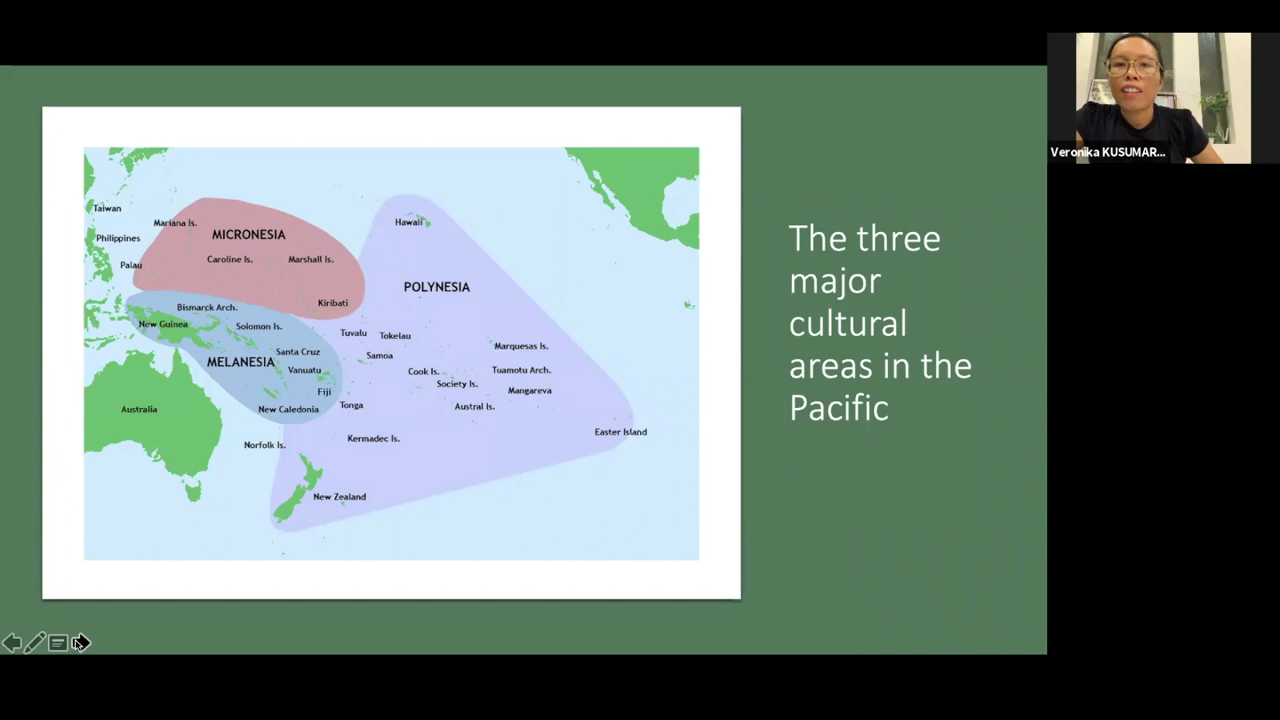 Taiwan
Mariana Is.
Hawaii
MICRONESIA
Philippines
Caroline Is.
Marshall Is.
Palau
POLYNESIA
Kiribati
Bismarck Arch.
New Guinea
Solomon Is.
Tuvalu
Tokelau
Marquesas Is.
Santa Cruz
Samoa
MELANESIA
Vanuatu
Cook Is.
Tuamotu Arch.
Society Is.
Fiji
Mangareva
Australia
New Caledonia
Tonga
Austral Is.
Easter Island
Norfolk Is.
Kermadec Is.
New Zealand
The three
major
cultural
areas in the
Pacific
Veronika KUSUMAR...